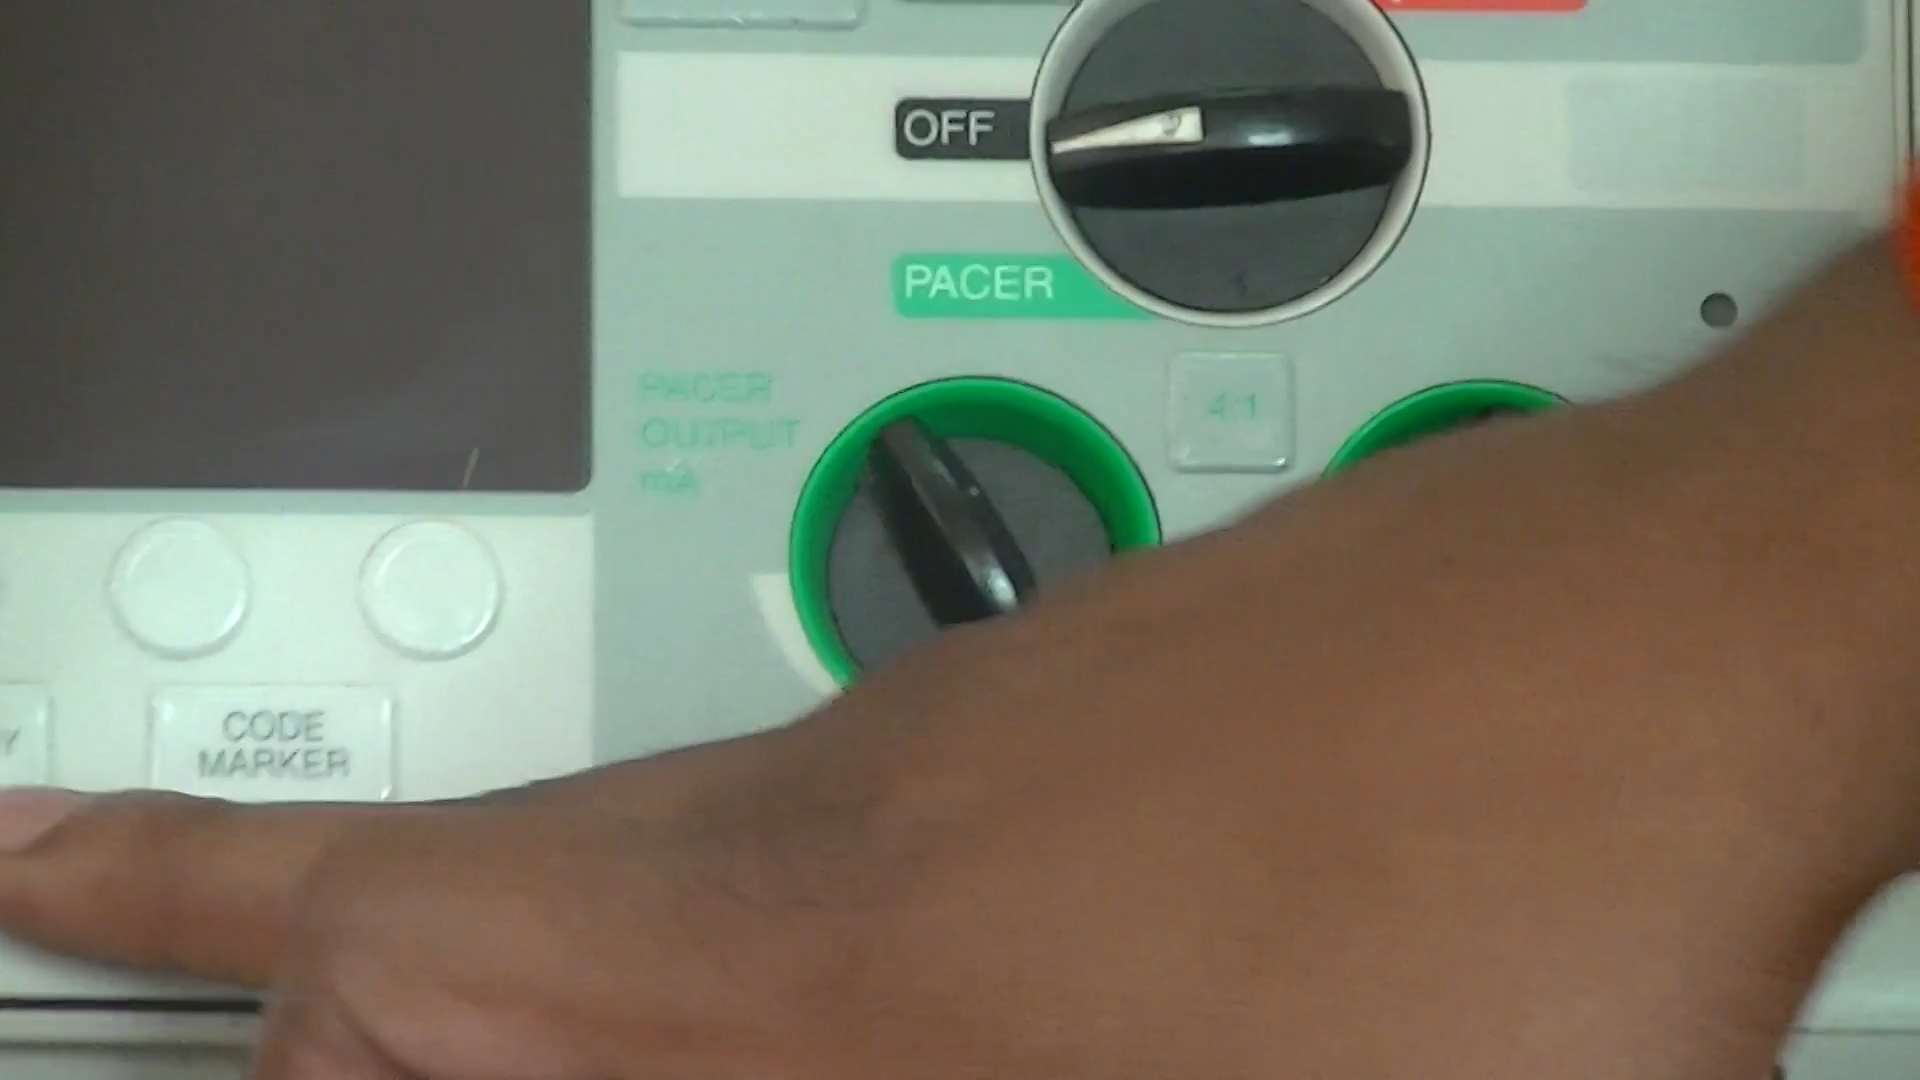 OFF
PACER
PACER
OUTPUT
mA
4:1
CODE
MARKER
Y